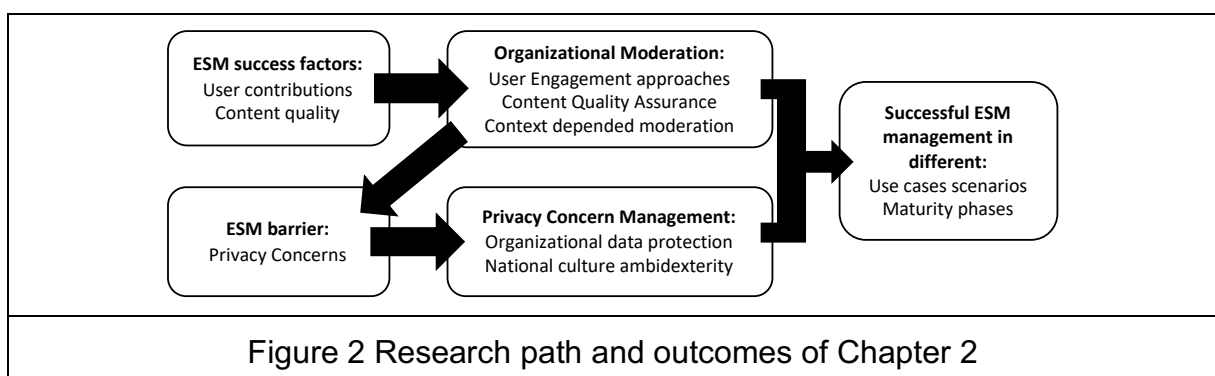 ESM success factors:
User contributions
Content quality
Organizational Moderation:
User Engagement approaches
Content Quality Assurance
Context depended moderation
ESM barrier:
Privacy Concerns
Privacy Concern Management:
Organizational data protection
National culture ambidexterity
Successful ESM
management in
different:
Use cases scenarios
Maturity phases
Figure 2 Research path and outcomes of Chapter 2